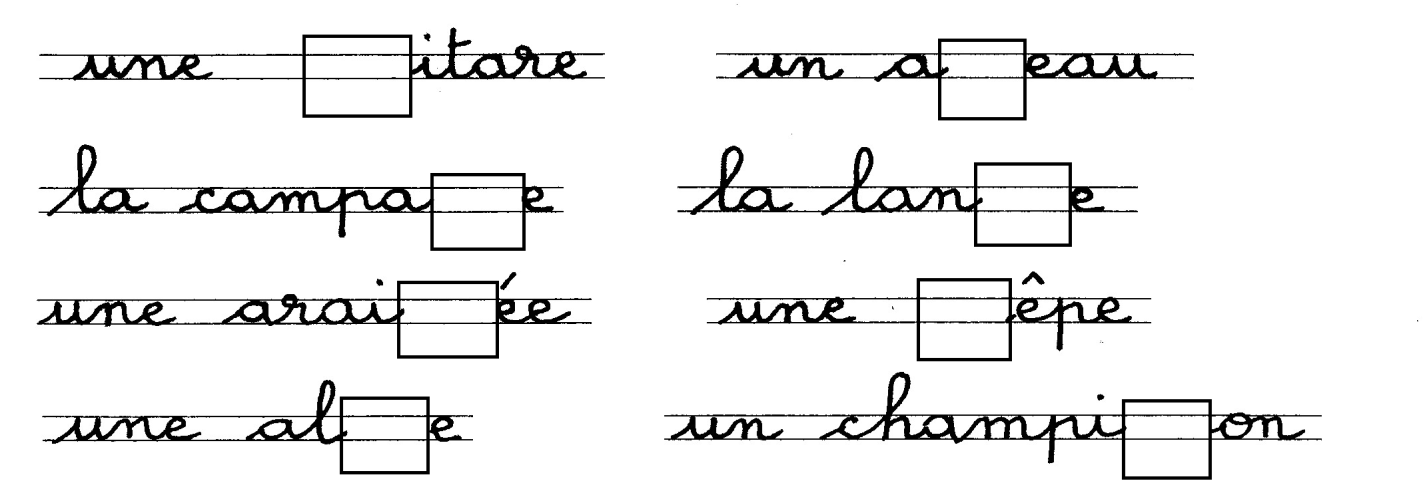 une □itare un a□eau
la campa□e la lan□e
une arai□ée une □êpe
une al□e un champi□on